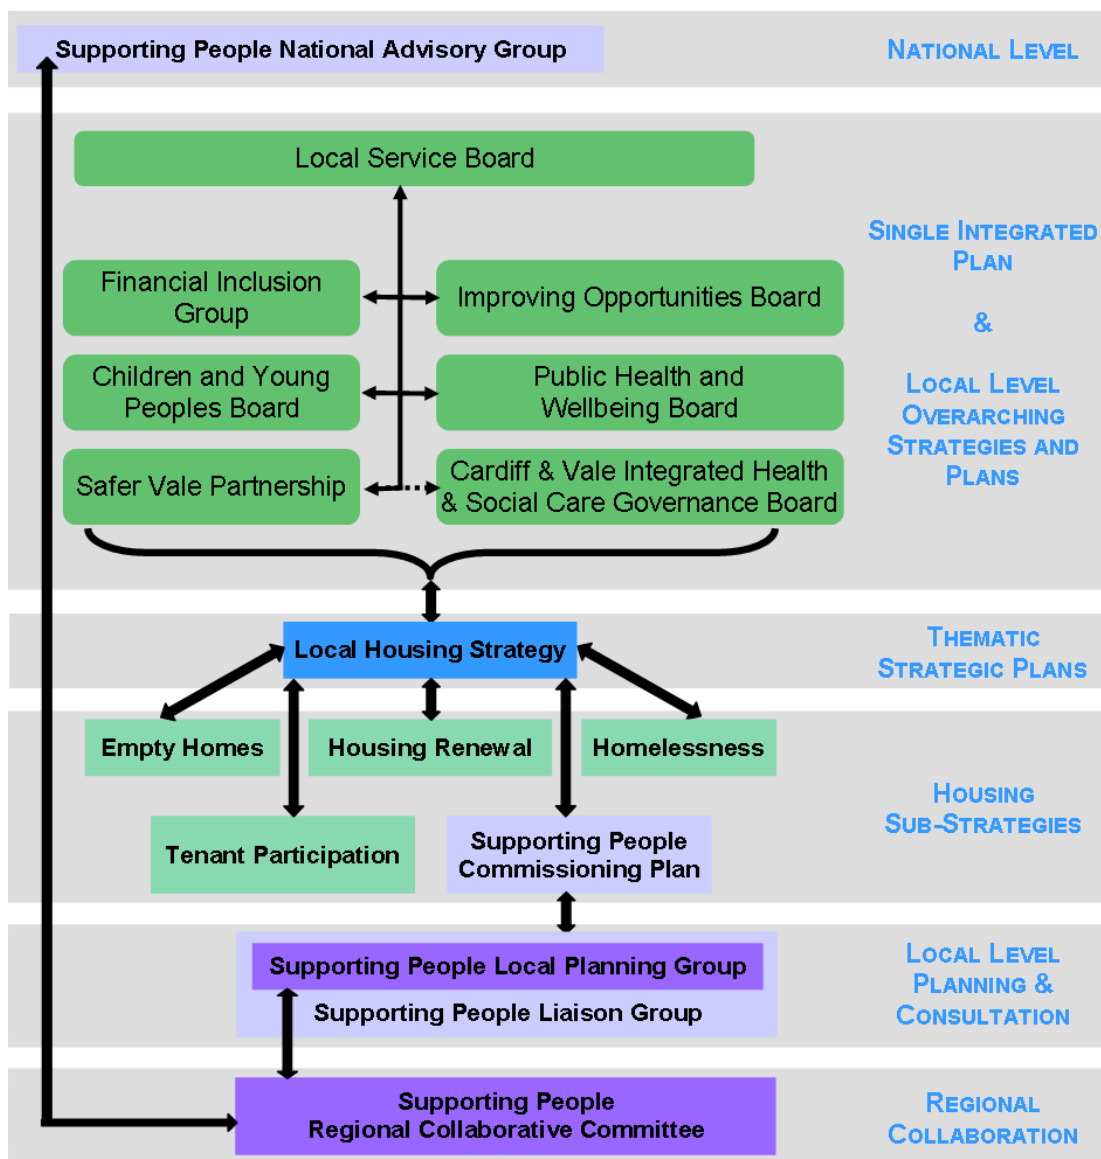 Supporting People National Advisory Group
NATIONAL LEVEL
Local Service Board
SINGLE INTEGRATED
PLAN
&
LOCAL LEVEL
OVERARCHING
STRATEGIES AND
PLANS
Financial Inclusion
Group
Improving Opportunities Board
Children and Young
Peoples Board
Public Health and
Wellbeing Board
Safer Vale Partnership
Cardiff & Vale Integrated Health
& Social Care Governance Board
Local Housing Strategy
THEMATIC
STRATEGIC PLANS
Empty Homes
Housing Renewal
Homelessness
HOUSING
SUB-STRATEGIES
Tenant Participation
Supporting People
Commissioning Plan
Supporting People Local Planning Group
Supporting People Liaison Group
LOCAL LEVEL
PLANNING &
CONSULTATION
Supporting People
Regional Collaborative Committee
REGIONAL
COLLABORATION